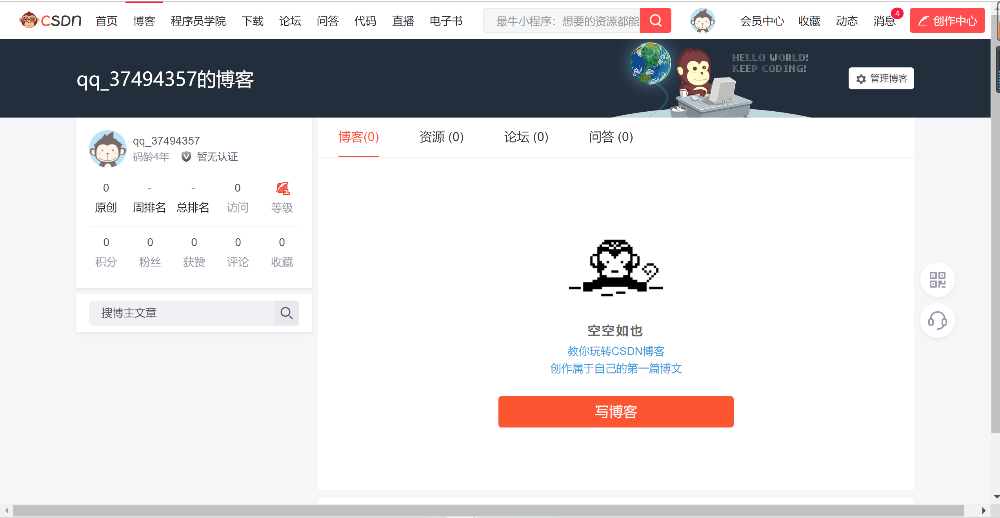 CSDN 首页 博客 程序员学院 下载 论坛 问答 代码 直播 电子书 最牛小程序：想要的资源都能 会员中心 收藏 动态 消息 4 创作中心
HELLO WORLD!
KEEP CODING!
qq_37494357的博客
管理博客
qq_37494357
码龄4年 V 暂无认证
0 - - 0 1
原创 周排名 总排名 访问 等级
0 0 0 0 0
积分 粉丝 获赞 评论 收藏
搜博主文章
博客(0) 资源 (0) 论坛 (0) 问答 (0)
空空如也
教你玩转CSDN博客
创作属于自己的第一篇博文
写博客